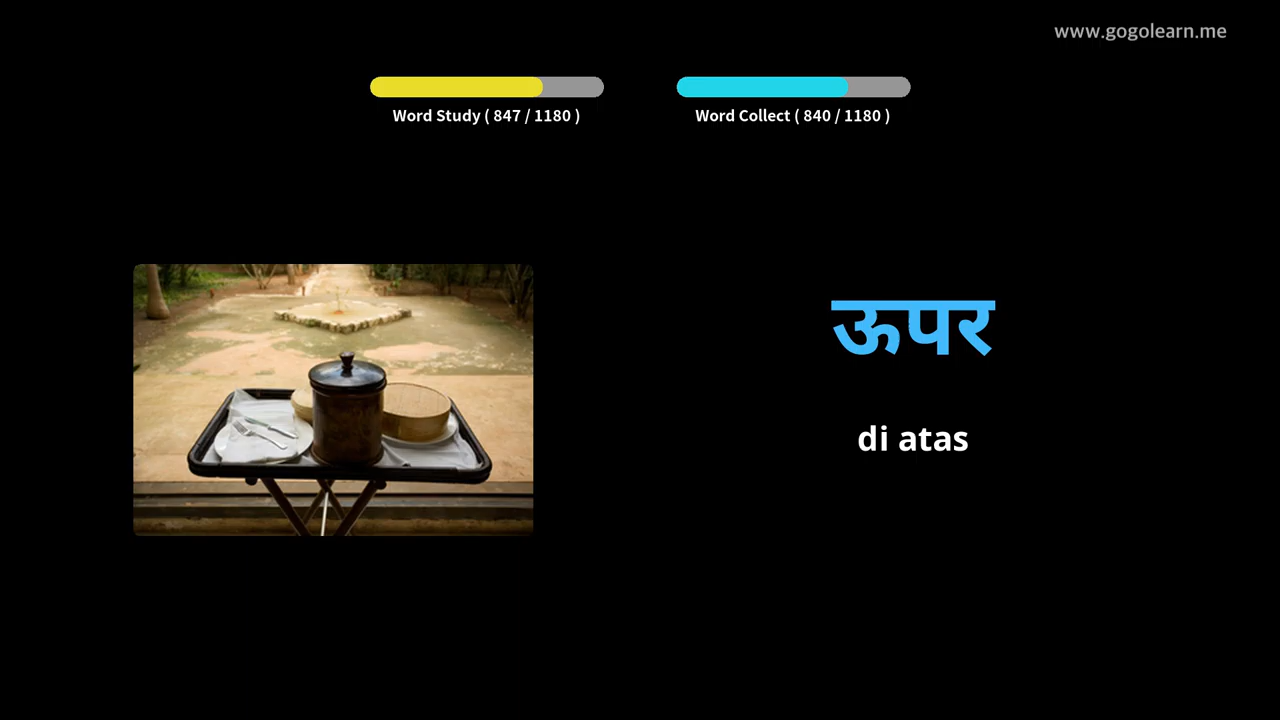 www.gogolearn.me
Word Study ( 847 / 1180 )
Word Collect ( 840 / 1180 )
ऊपर
di atas